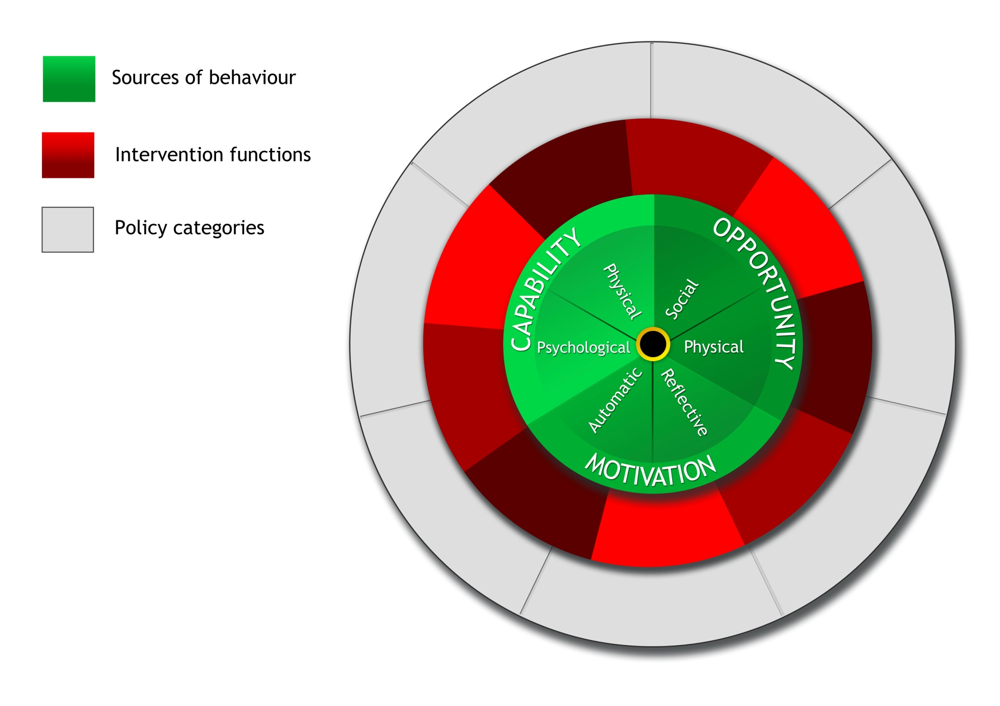 Sources of behaviour
Intervention functions
Policy categories
CAPABILITY
OPPORTUNITY
MOTIVATION
Physical
Social
Psychological
Physical
Automatic
Reflective